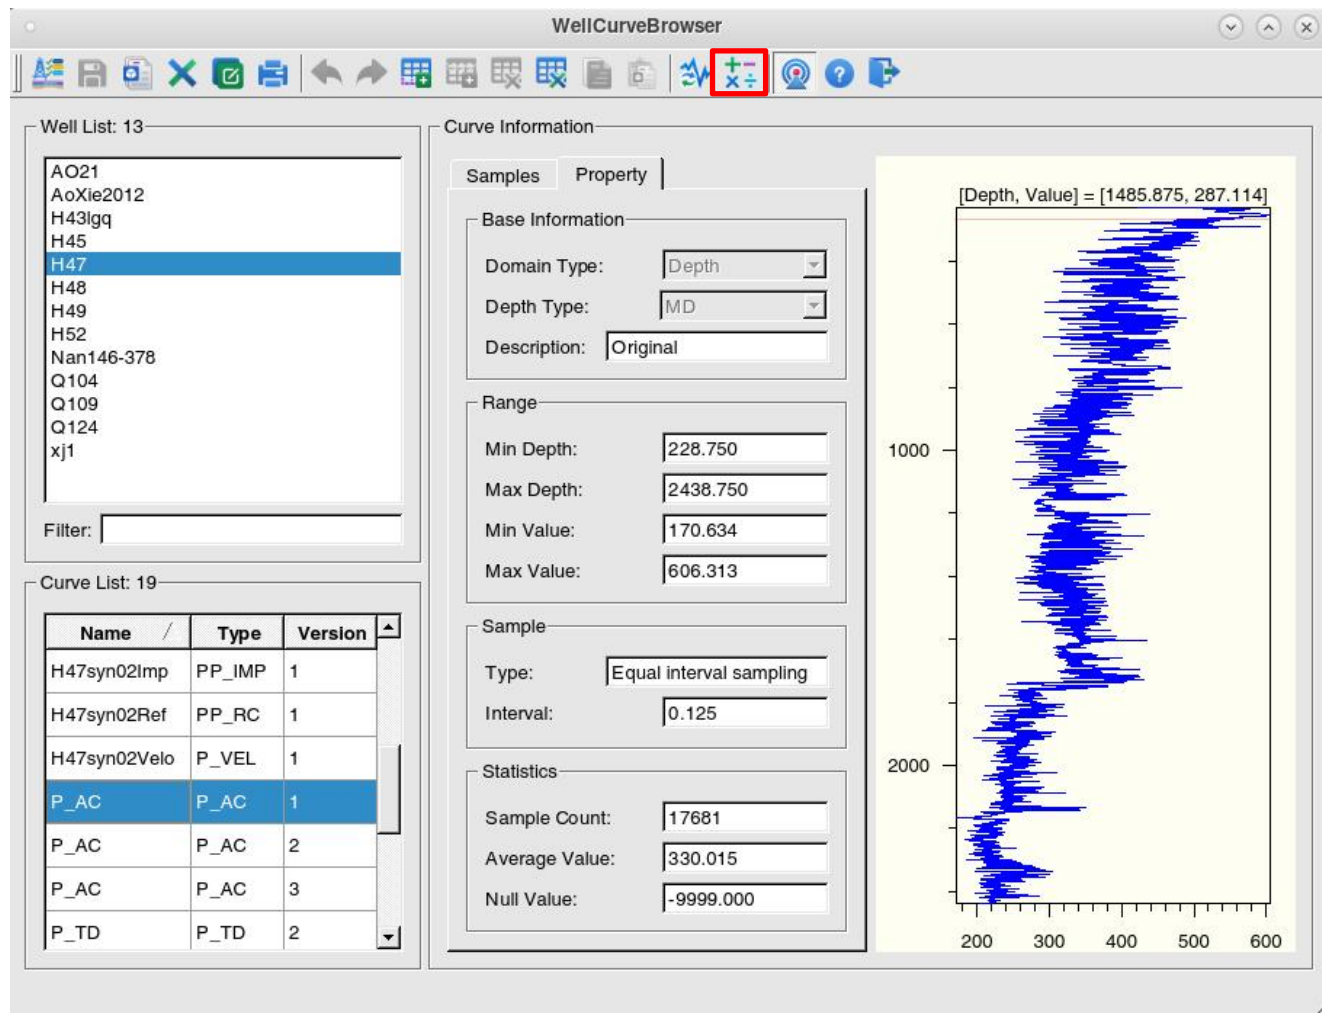 WellCurveBrowser
Well List: 13
AO21
AoXie2012
H43lgq
H45
H47
H48
H49
H52
Nan146-378
Q104
Q109
Q124
xj1
Filter:
Curve List: 19
Name Type Version
H47syn02Imp PP_IMP 1
H47syn02Ref PP_RC 1
H47syn02Velo P_VEL 1
P_AC P_AC 1
P_AC P_AC 2
P_AC P_AC 3
P_TD P_TD 2
Curve Information
Samples Property
Base Information
Domain Type: Depth
Depth Type: MD
Description: Original
Range
Min Depth: 228.750
Max Depth: 2438.750
Min Value: 170.634
Max Value: 606.313
Sample
Type: Equal interval sampling
Interval: 0.125
Statistics
Sample Count: 17681
Average Value: 330.015
Null Value: -9999.000
[Depth, Value] = [1485.875, 287.114]
1000
2000
200 300 400 500 600